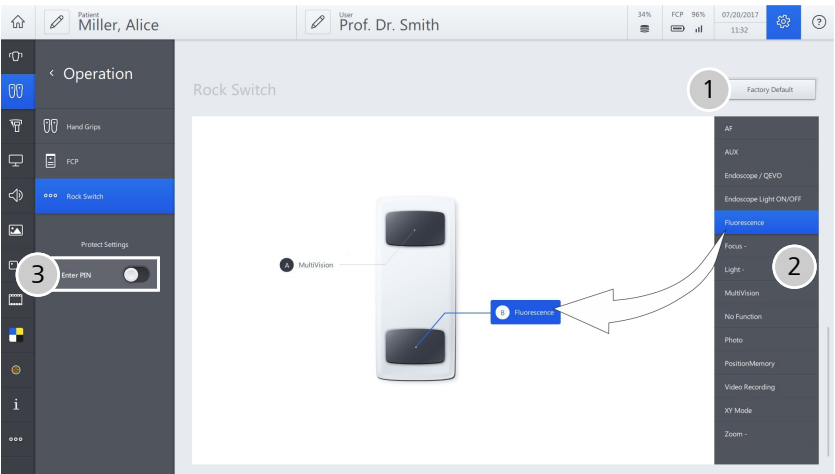 Patient
Miller, Alice
User
Prof. Dr. Smith
34%
FCP 96%
07/20/2017
11:32
?
< Operation
Hand Grips
FCP
Rock Switch
Protect Settings
3
Enter PIN
i
Rock Switch
1
Factory Default
A MultiVision
B Fluorescence
AF
AUX
Endoscope / QEVO
Endoscope Light ON/OFF
Fluorescence
Focus -
Light -
2
MultiVision
No Function
Photo
PositionMemory
Video Recording
XY Mode
Zoom -